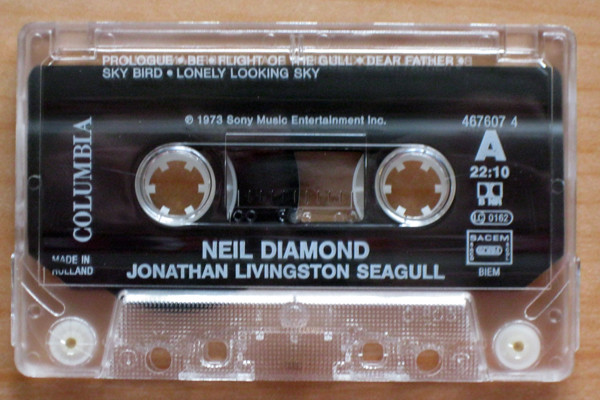 PROLOGUE • BE • FLIGHT OF THE GULL • DEAR FATHER •
SKY BIRD • LONELY LOOKING SKY
℗ 1973 Sony Music Entertainment Inc.
467607 4
A
22:10
COLUMBIA
LC 0162
SACEM
BIEM
NEIL DIAMOND
JONATHAN LIVINGSTON SEAGULL
MADE IN
HOLLAND